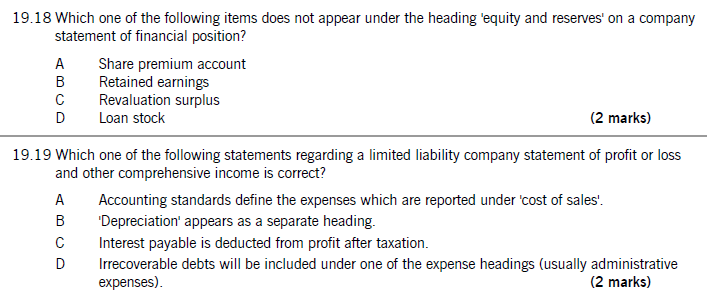 19.18 Which one of the following items does not appear under the heading 'equity and reserves' on a company
statement of financial position?
A Share premium account
B Retained earnings
C Revaluation surplus
D Loan stock (2 marks)
19.19 Which one of the following statements regarding a limited liability company statement of profit or loss
and other comprehensive income is correct?
A Accounting standards define the expenses which are reported under 'cost of sales'.
B 'Depreciation' appears as a separate heading.
C Interest payable is deducted from profit after taxation.
D Irrecoverable debts will be included under one of the expense headings (usually administrative
expenses). (2 marks)